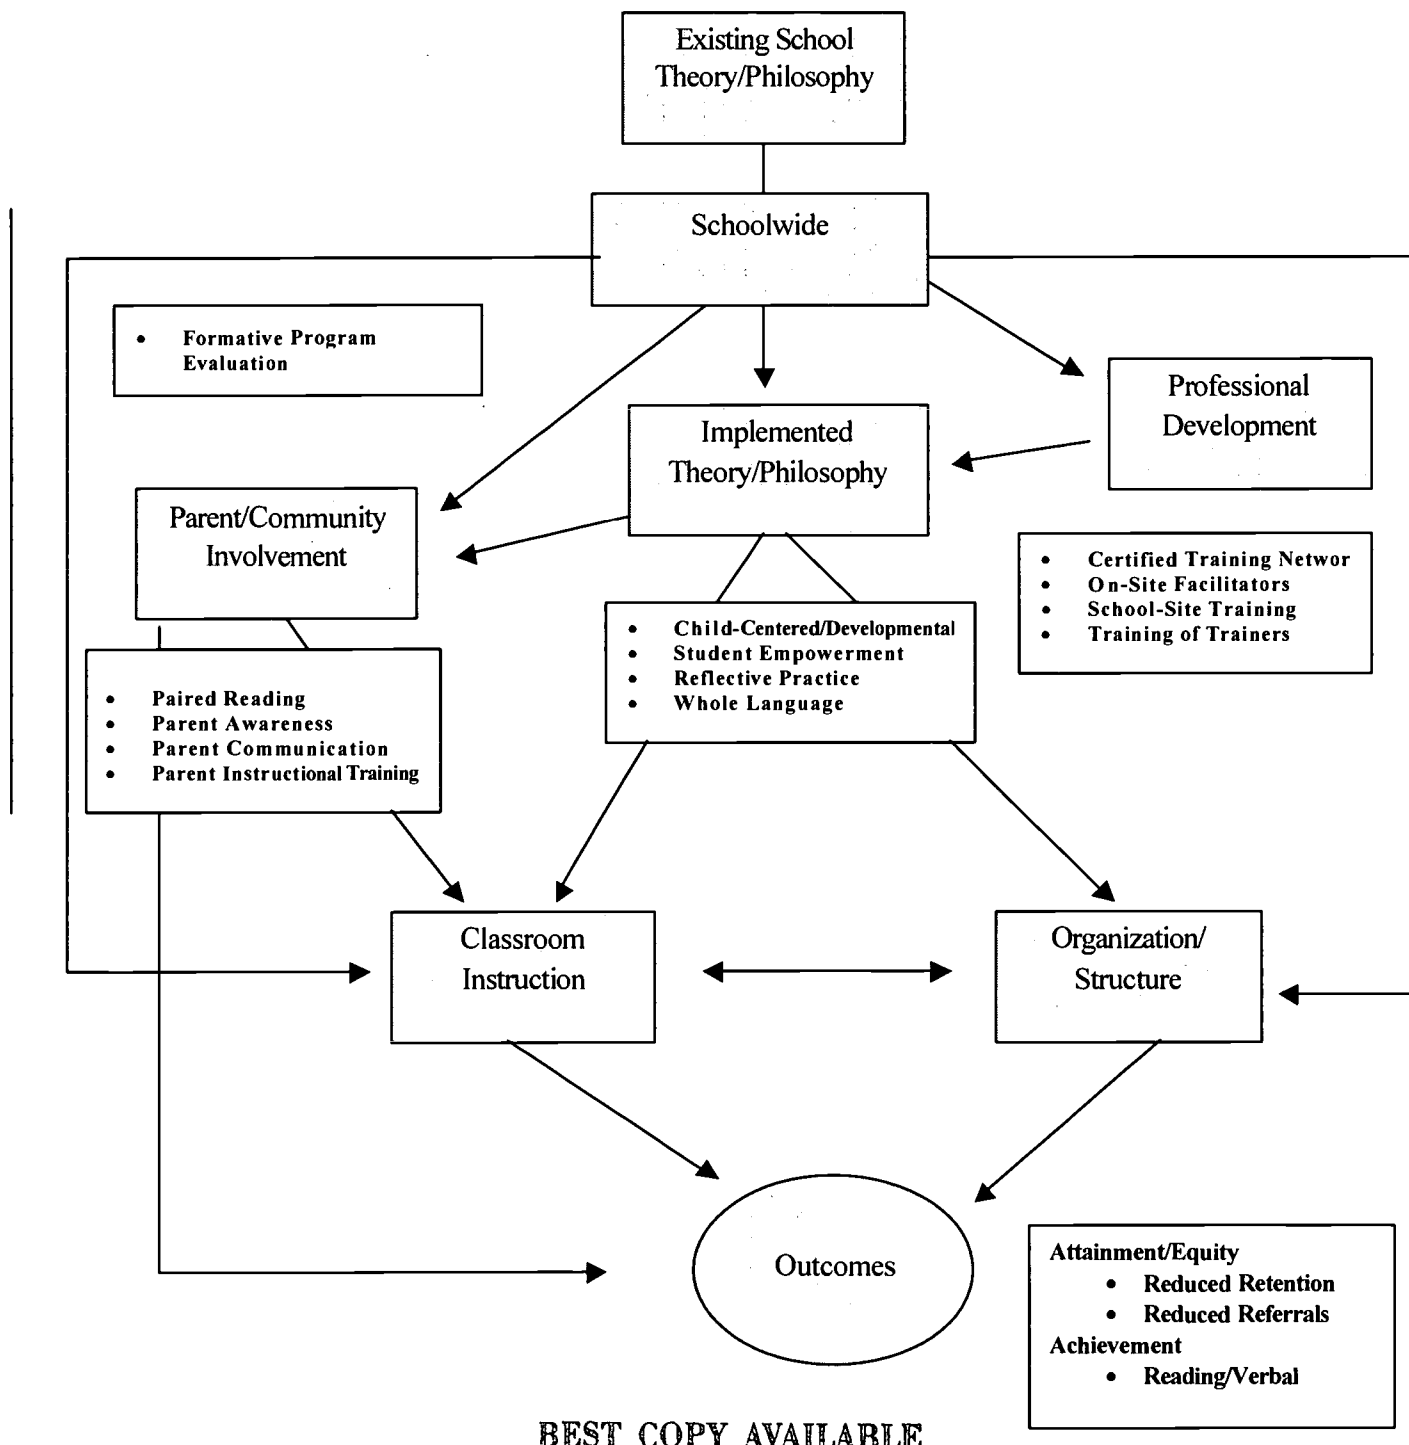 Existing School
Theory/Philosophy
Schoolwide
• Formative Program
Evaluation
Professional
Development
Implemented
Theory/Philosophy
Parent/Community
Involvement
• Certified Training Networ
• On-Site Facilitators
• School-Site Training
• Training of Trainers
• Child-Centered/Developmental
• Student Empowerment
• Reflective Practice
• Whole Language
• Paired Reading
• Parent Awareness
• Parent Communication
• Parent Instructional Training
Classroom
Instruction
Organization/
Structure
Outcomes
Attainment/Equity
• Reduced Retention
• Reduced Referrals
Achievement
• Reading/Verbal
BEST COPY AVAILABLE